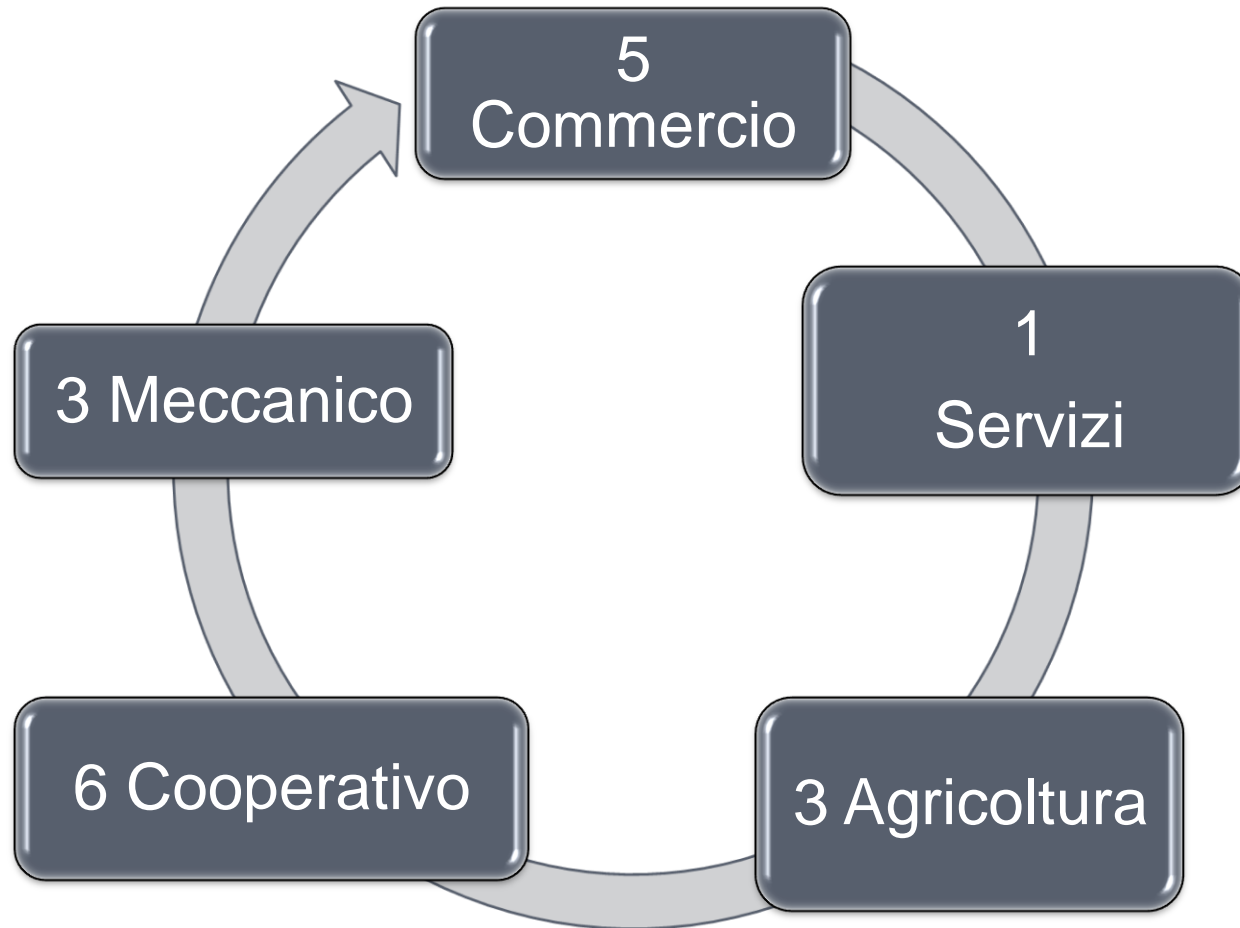 5
Commercio
1
Servizi
3 Agricoltura
6 Cooperativo
3 Meccanico